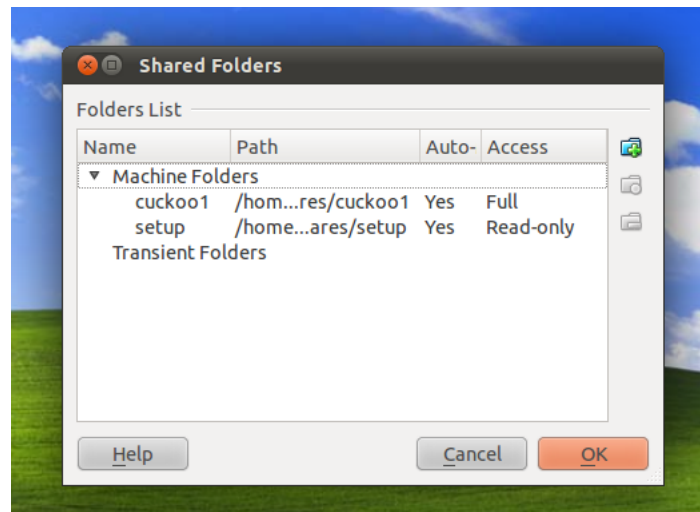 Shared Folders
Folders List
Name Path Auto- Access
Machine Folders
cuckoo1 /hom...res/cuckoo1 Yes Full
setup /home...ares/setup Yes Read-only
Transient Folders
Help Cancel OK